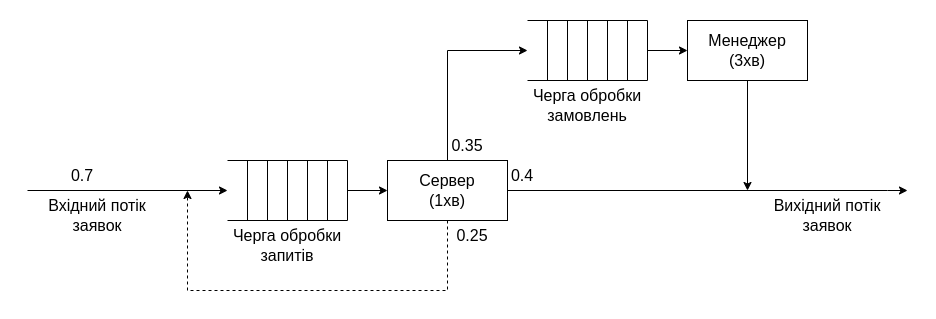 Менеджер
(3хв)
Черга обробки
замовлень
0.35
0.7
Сервер
(1хв)
0.4
Вхідний потік
заявок
Вихідний потік
заявок
Черга обробки
запитів
0.25